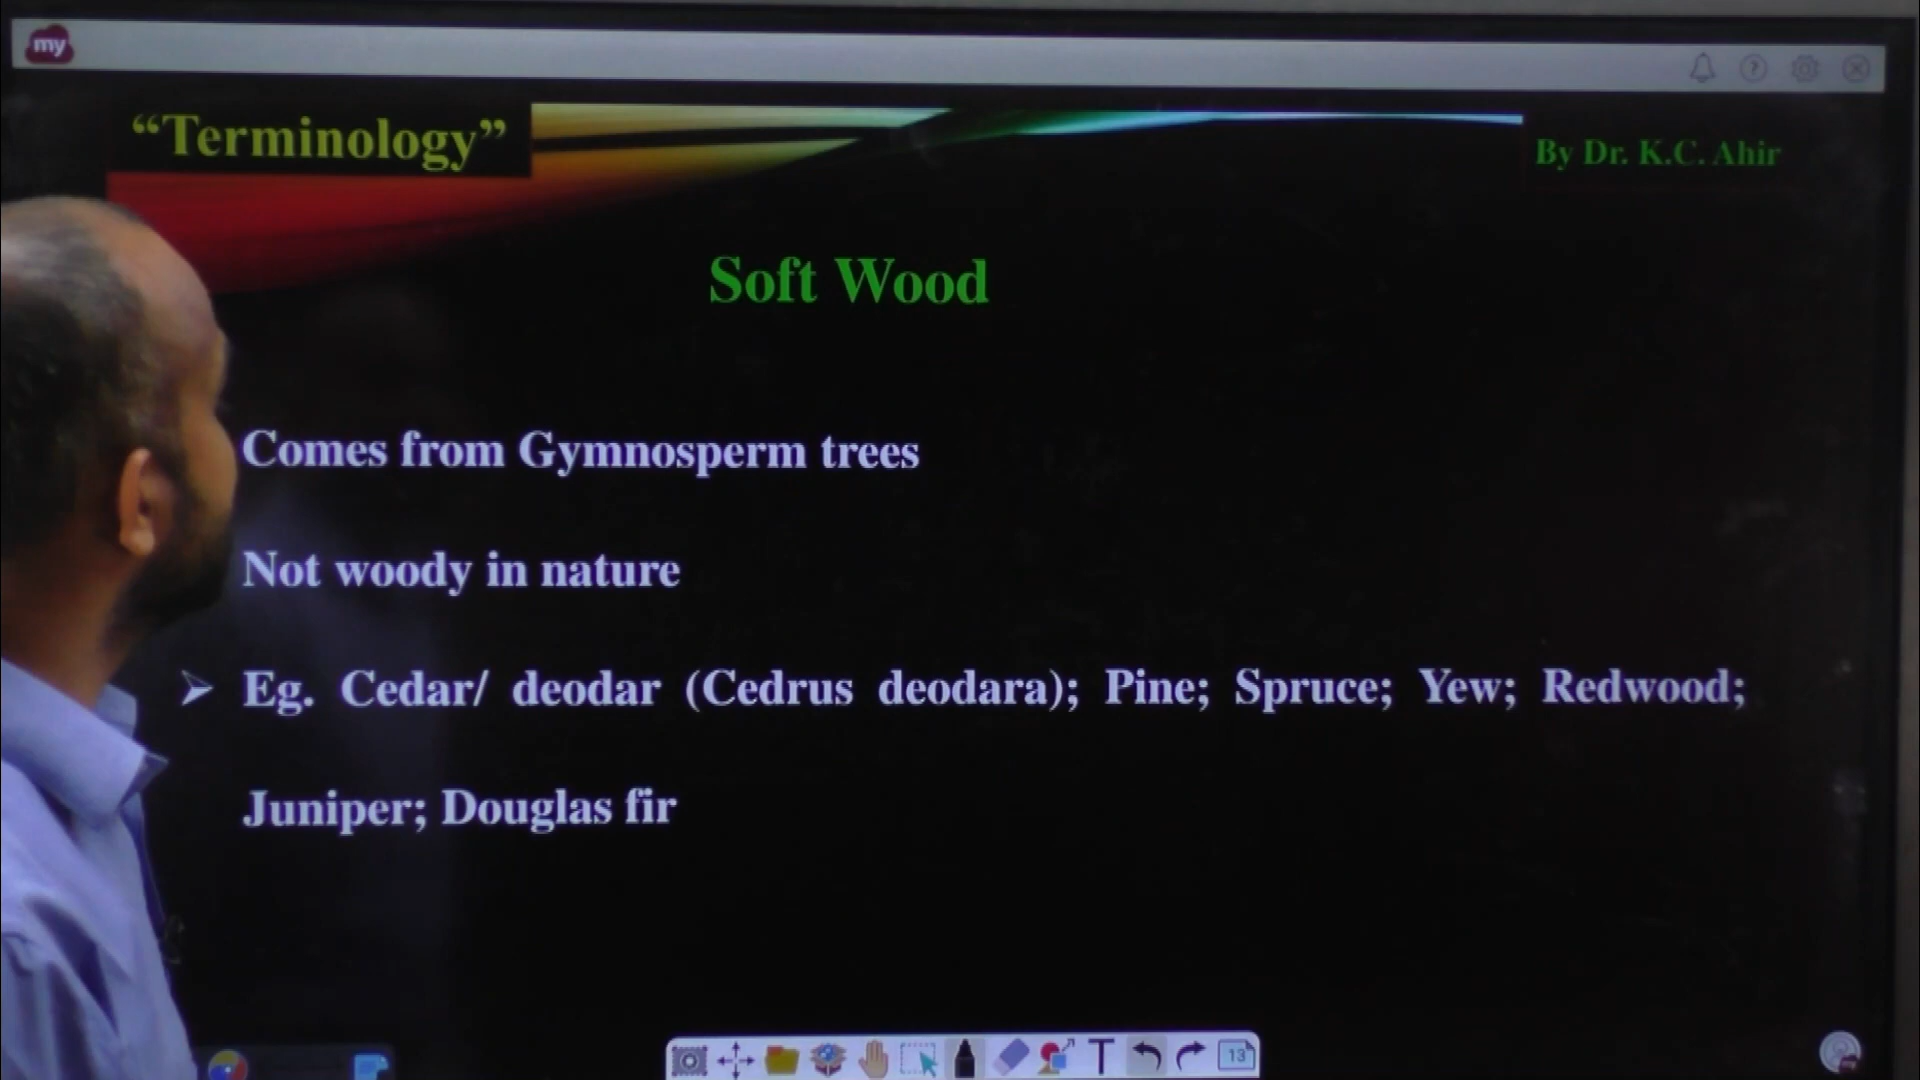 my
“Terminology”
By Dr. K.C. Ahir
Soft Wood
Comes from Gymnosperm trees
Not woody in nature
➢ Eg. Cedar/ deodar (Cedrus deodara); Pine; Spruce; Yew; Redwood;
Juniper; Douglas fir
T
13